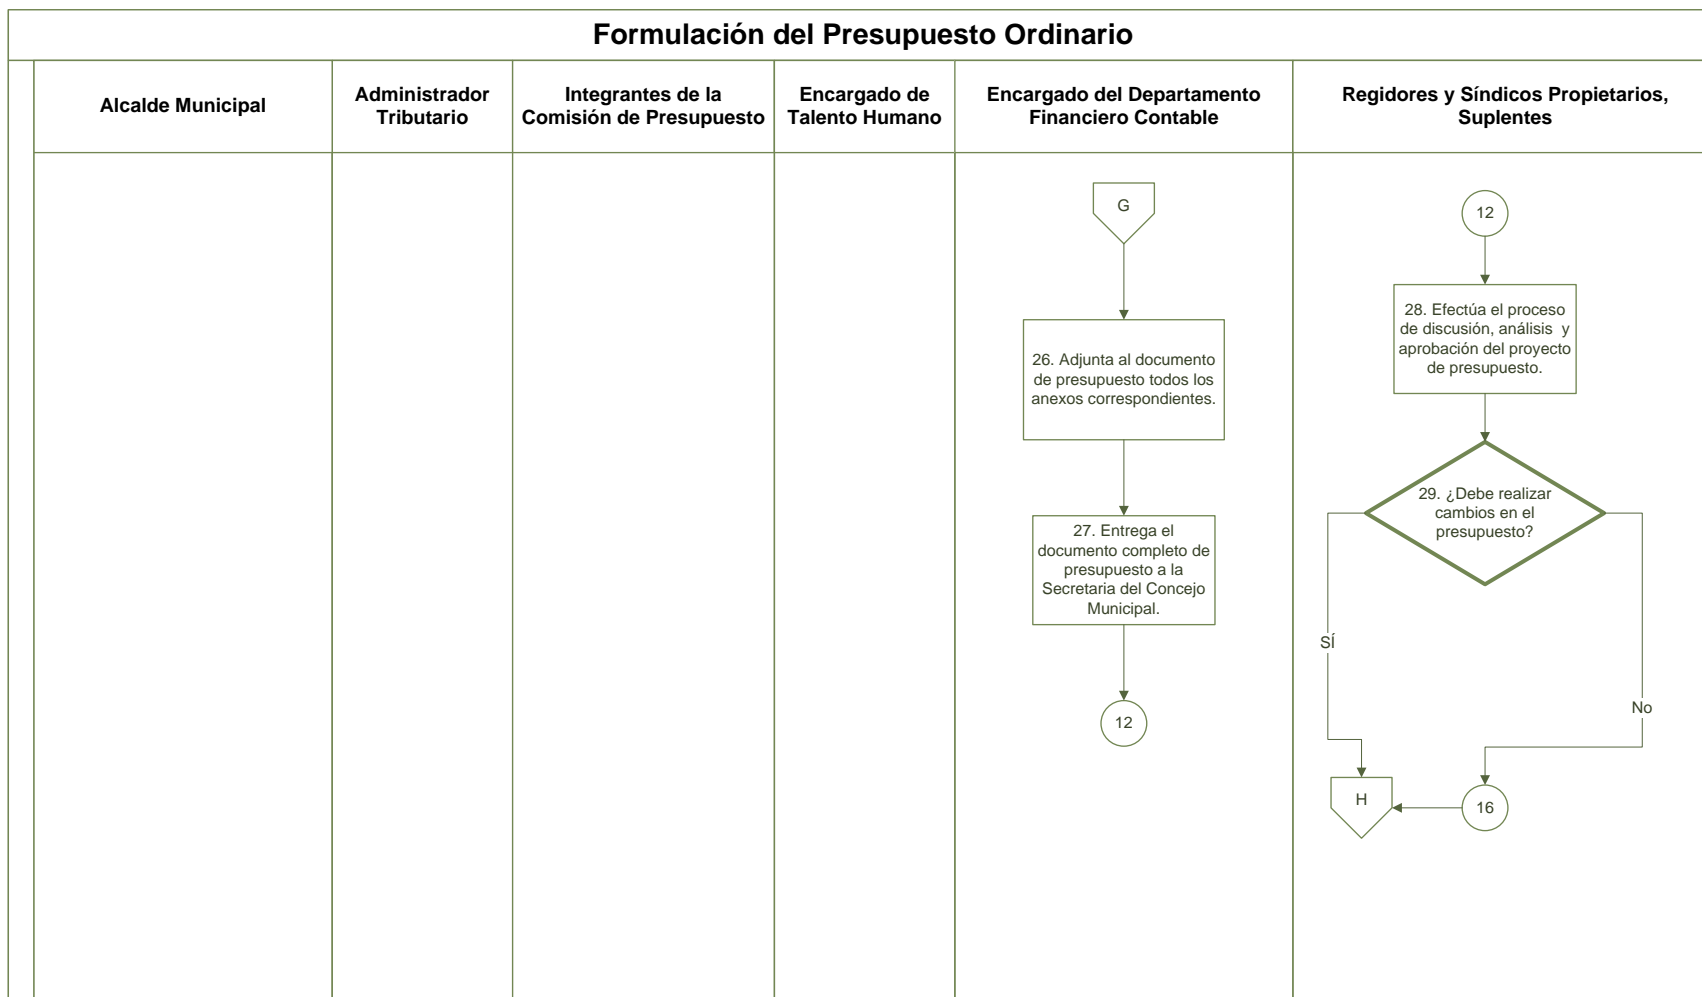 Formulación del Presupuesto Ordinario
Alcalde Municipal
Administrador
Tributario
Integrantes de la
Comisión de Presupuesto
Encargado de
Talento Humano
Encargado del Departamento
Financiero Contable
Regidores y Síndicos Propietarios,
Suplentes
G
26. Adjunta al documento
de presupuesto todos los
anexos correspondientes.
27. Entrega el
documento completo de
presupuesto a la
Secretaria del Concejo
Municipal.
12
12
28. Efectúa el proceso
de discusión, análisis y
aprobación del proyecto
de presupuesto.
29. ¿Debe realizar
cambios en el
presupuesto?
SÍ
No
H
16